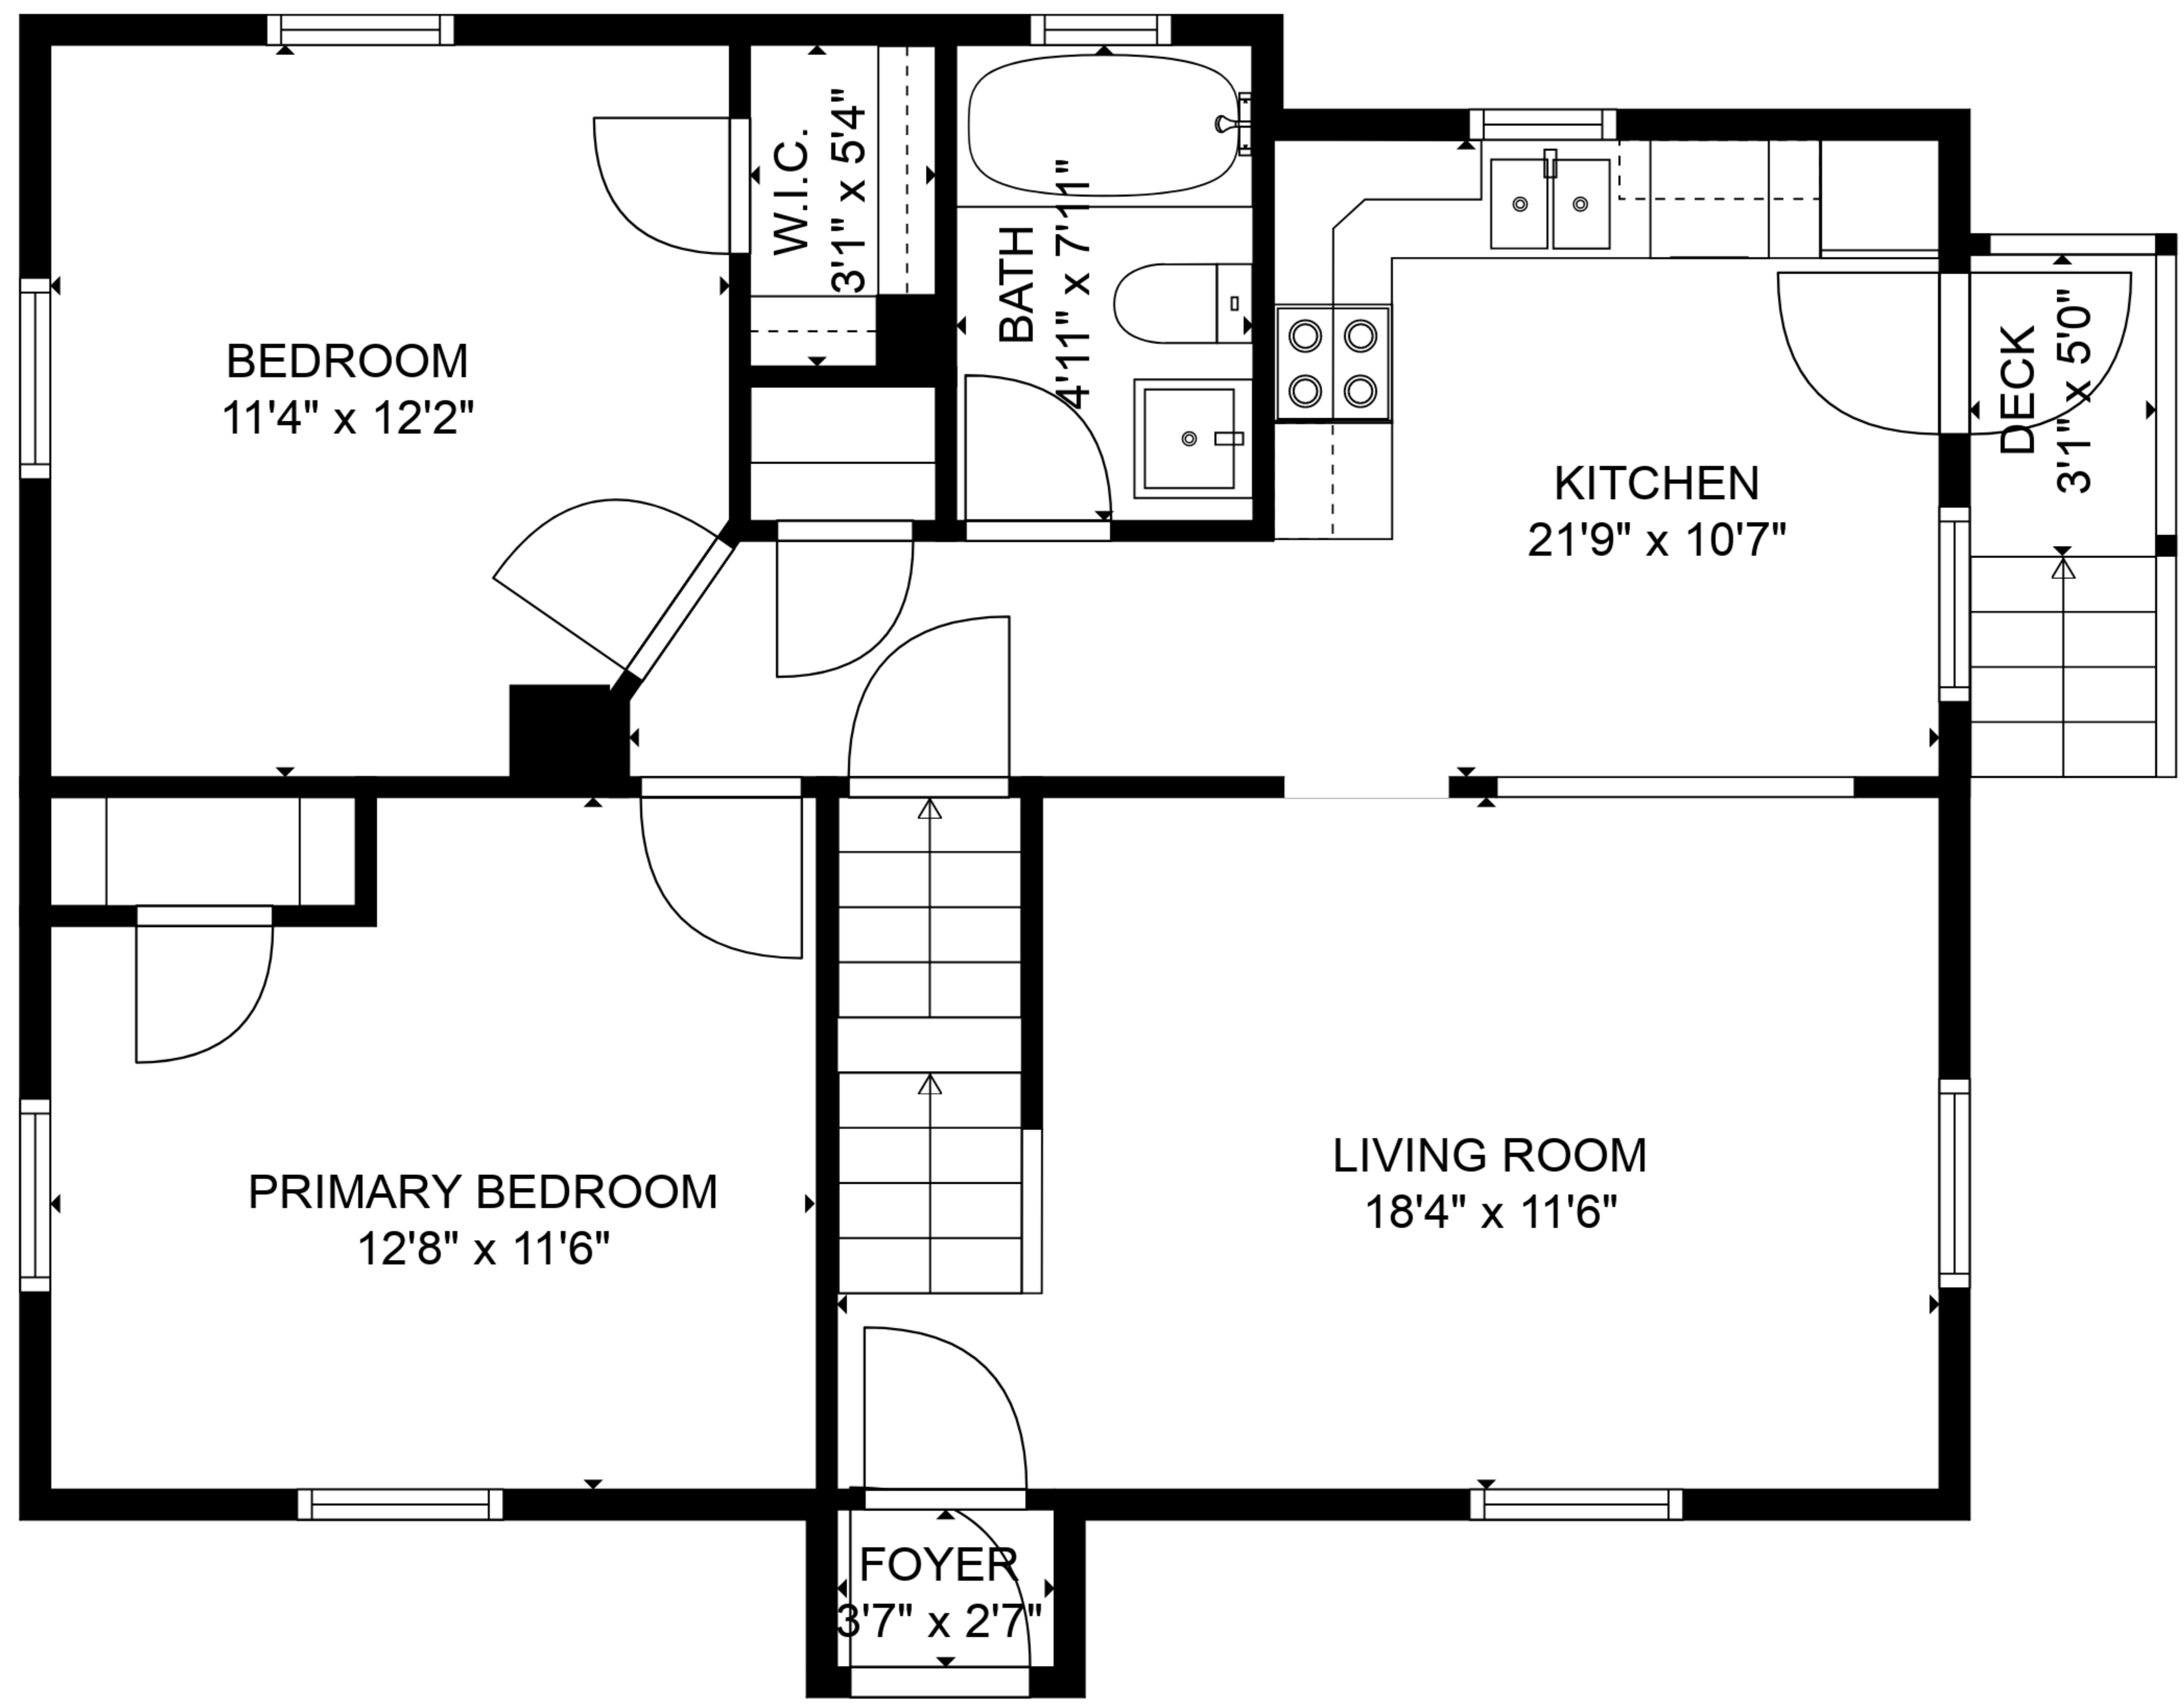 W.I.C.
3'1" x 5'4"
BATH
4'11" x 7'11"
BEDROOM
11'4" x 12'2"
KITCHEN
21'9" x 10'7"
DECK
3'1" x 5'0"
PRIMARY BEDROOM
12'8" x 11'6"
LIVING ROOM
18'4" x 11'6"
FOYER
3'7" x 2'7"